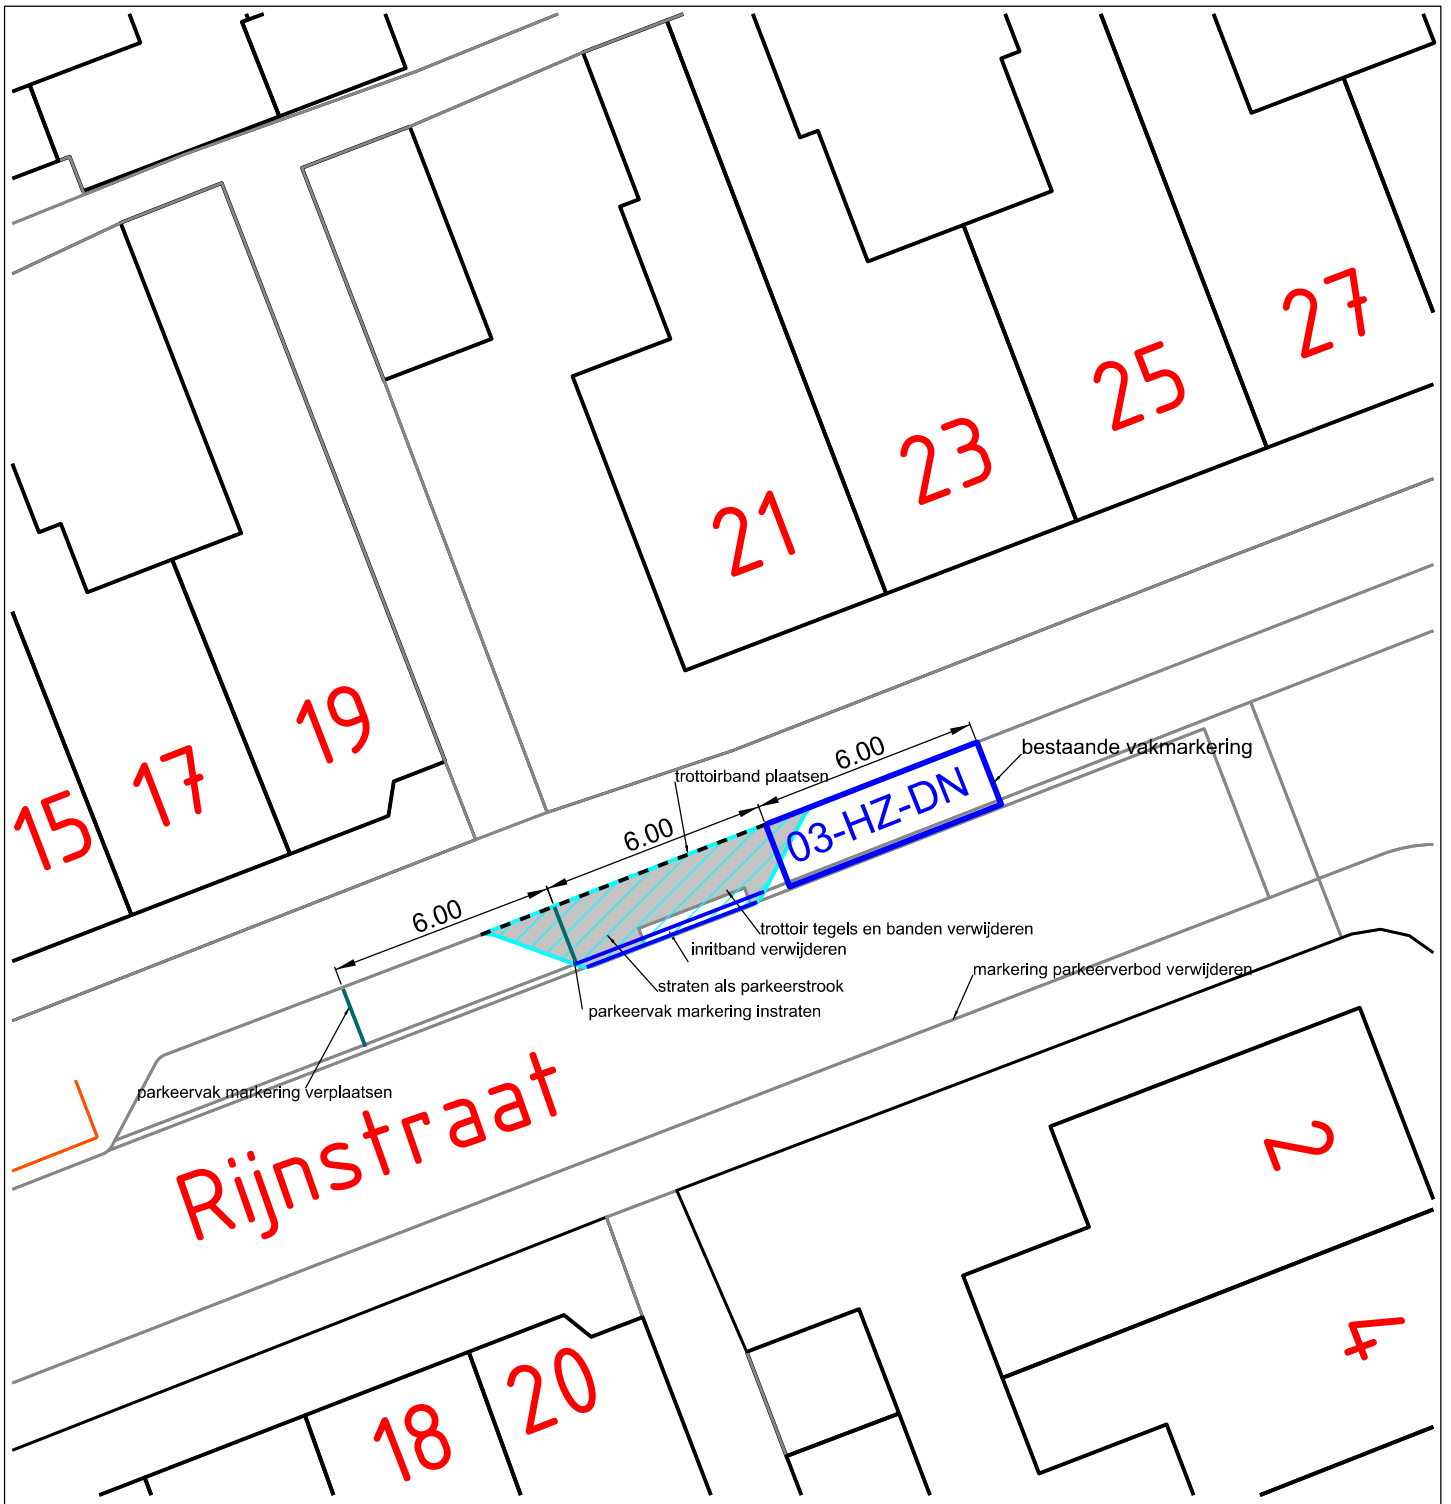 27
25
23
21
19
17
15
6.00
bestaande vakmarkering
trottoirband plaatsen
03-HZ-DN
6.00
6.00
trottoir tegels en banden verwijderen
inritband verwijderen
markering parkeerverbod verwijderen
straten als parkeerstrook
parkeervak markering instraten
parkeervak markering verplaatsen
Rijnstraat
2
4
20
18